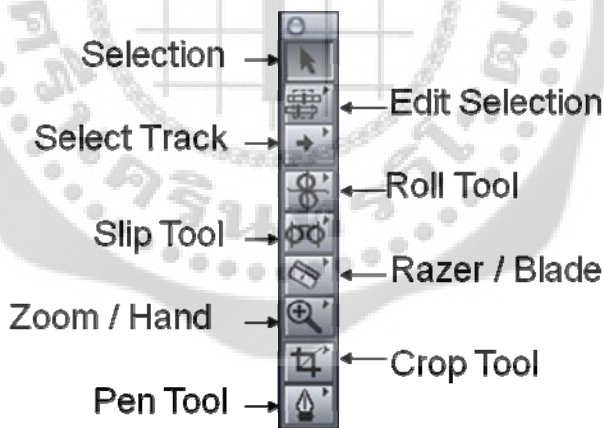 Selection
Edit Selection
Select Track
Roll Tool
Slip Tool
Razer / Blade
Zoom / Hand
Crop Tool
Pen Tool